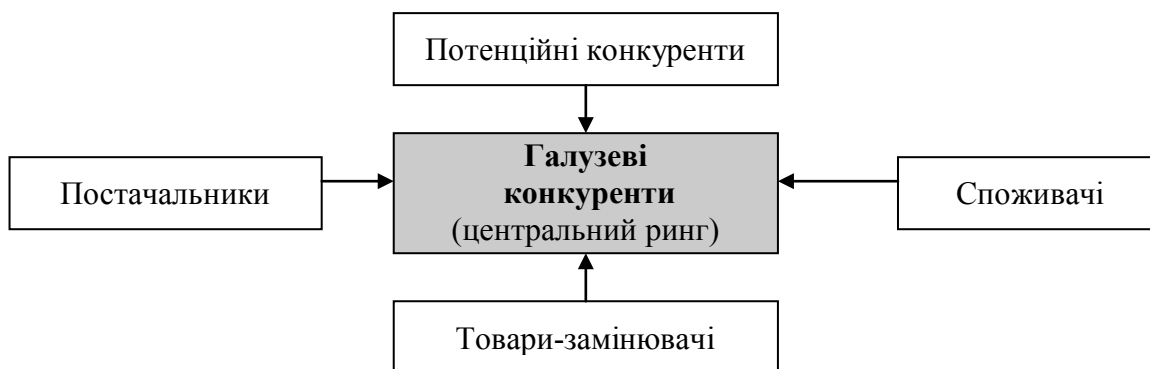 Потенційні конкуренти
Галузеві
конкуренти
(центральний ринг)
Постачальники
Споживачі
Товари-замінювачі